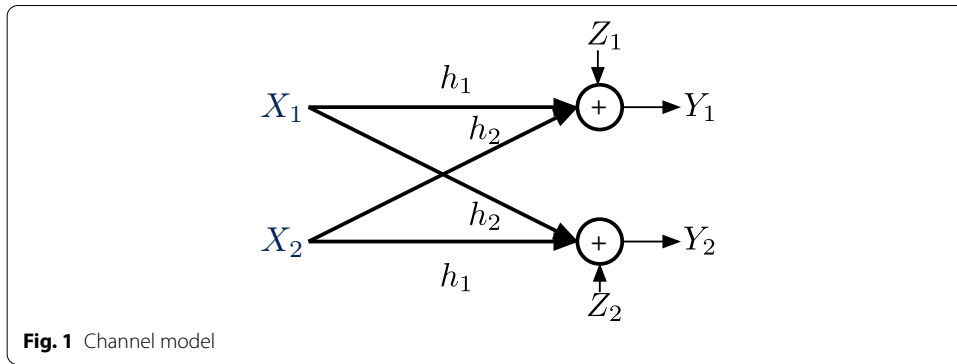 Z₁
h₁
X₁
+
Y₁
h₂
h₂
X₂
+
Y₂
h₁
Z₂
Fig. 1 Channel model